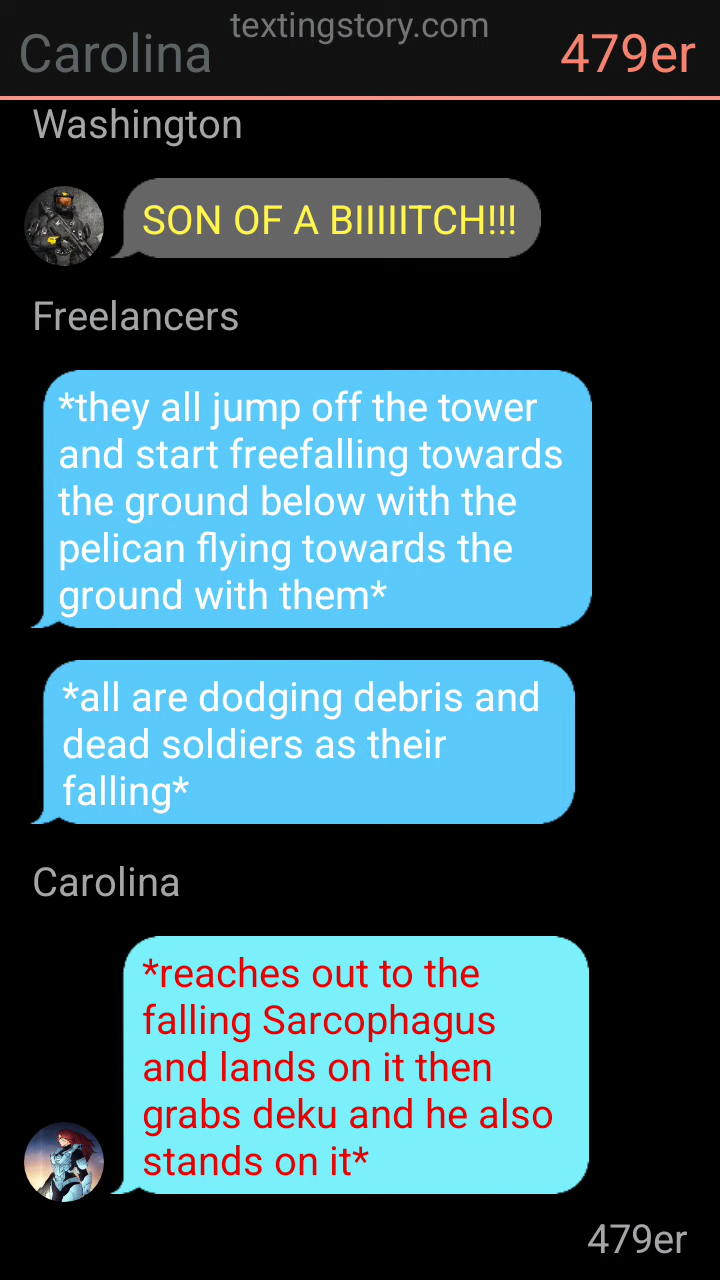 textingstory.com
Carolina
479er
Washington
SON OF A BIIIIITCH!!!
Freelancers
*they all jump off the tower
and start freefalling towards
the ground below with the
pelican flying towards the
ground with them*
*all are dodging debris and
dead soldiers as their
falling*
Carolina
*reaches out to the
falling Sarcophagus
and lands on it then
grabs deku and he also
stands on it*
479er